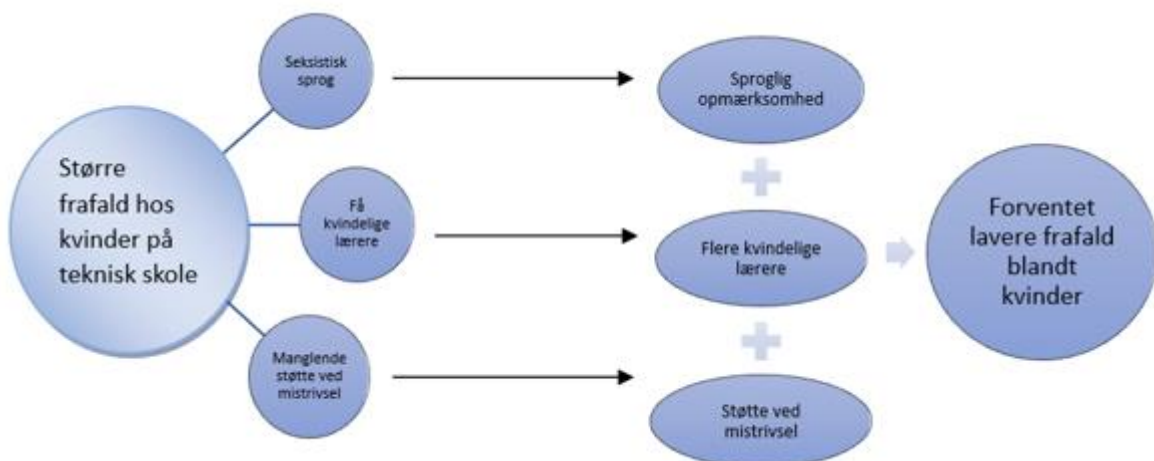 Større
frafald hos
kvinder på
teknisk skole
Seksistisk
sprog
Få
kvindelige
lærere
Manglende
støtte ved
mistrivsel
Sproglig
opmærksomhed
Flere kvindelige
lærere
Støtte ved
mistrivsel
Forventet
lavere frafald
blandt
kvinder